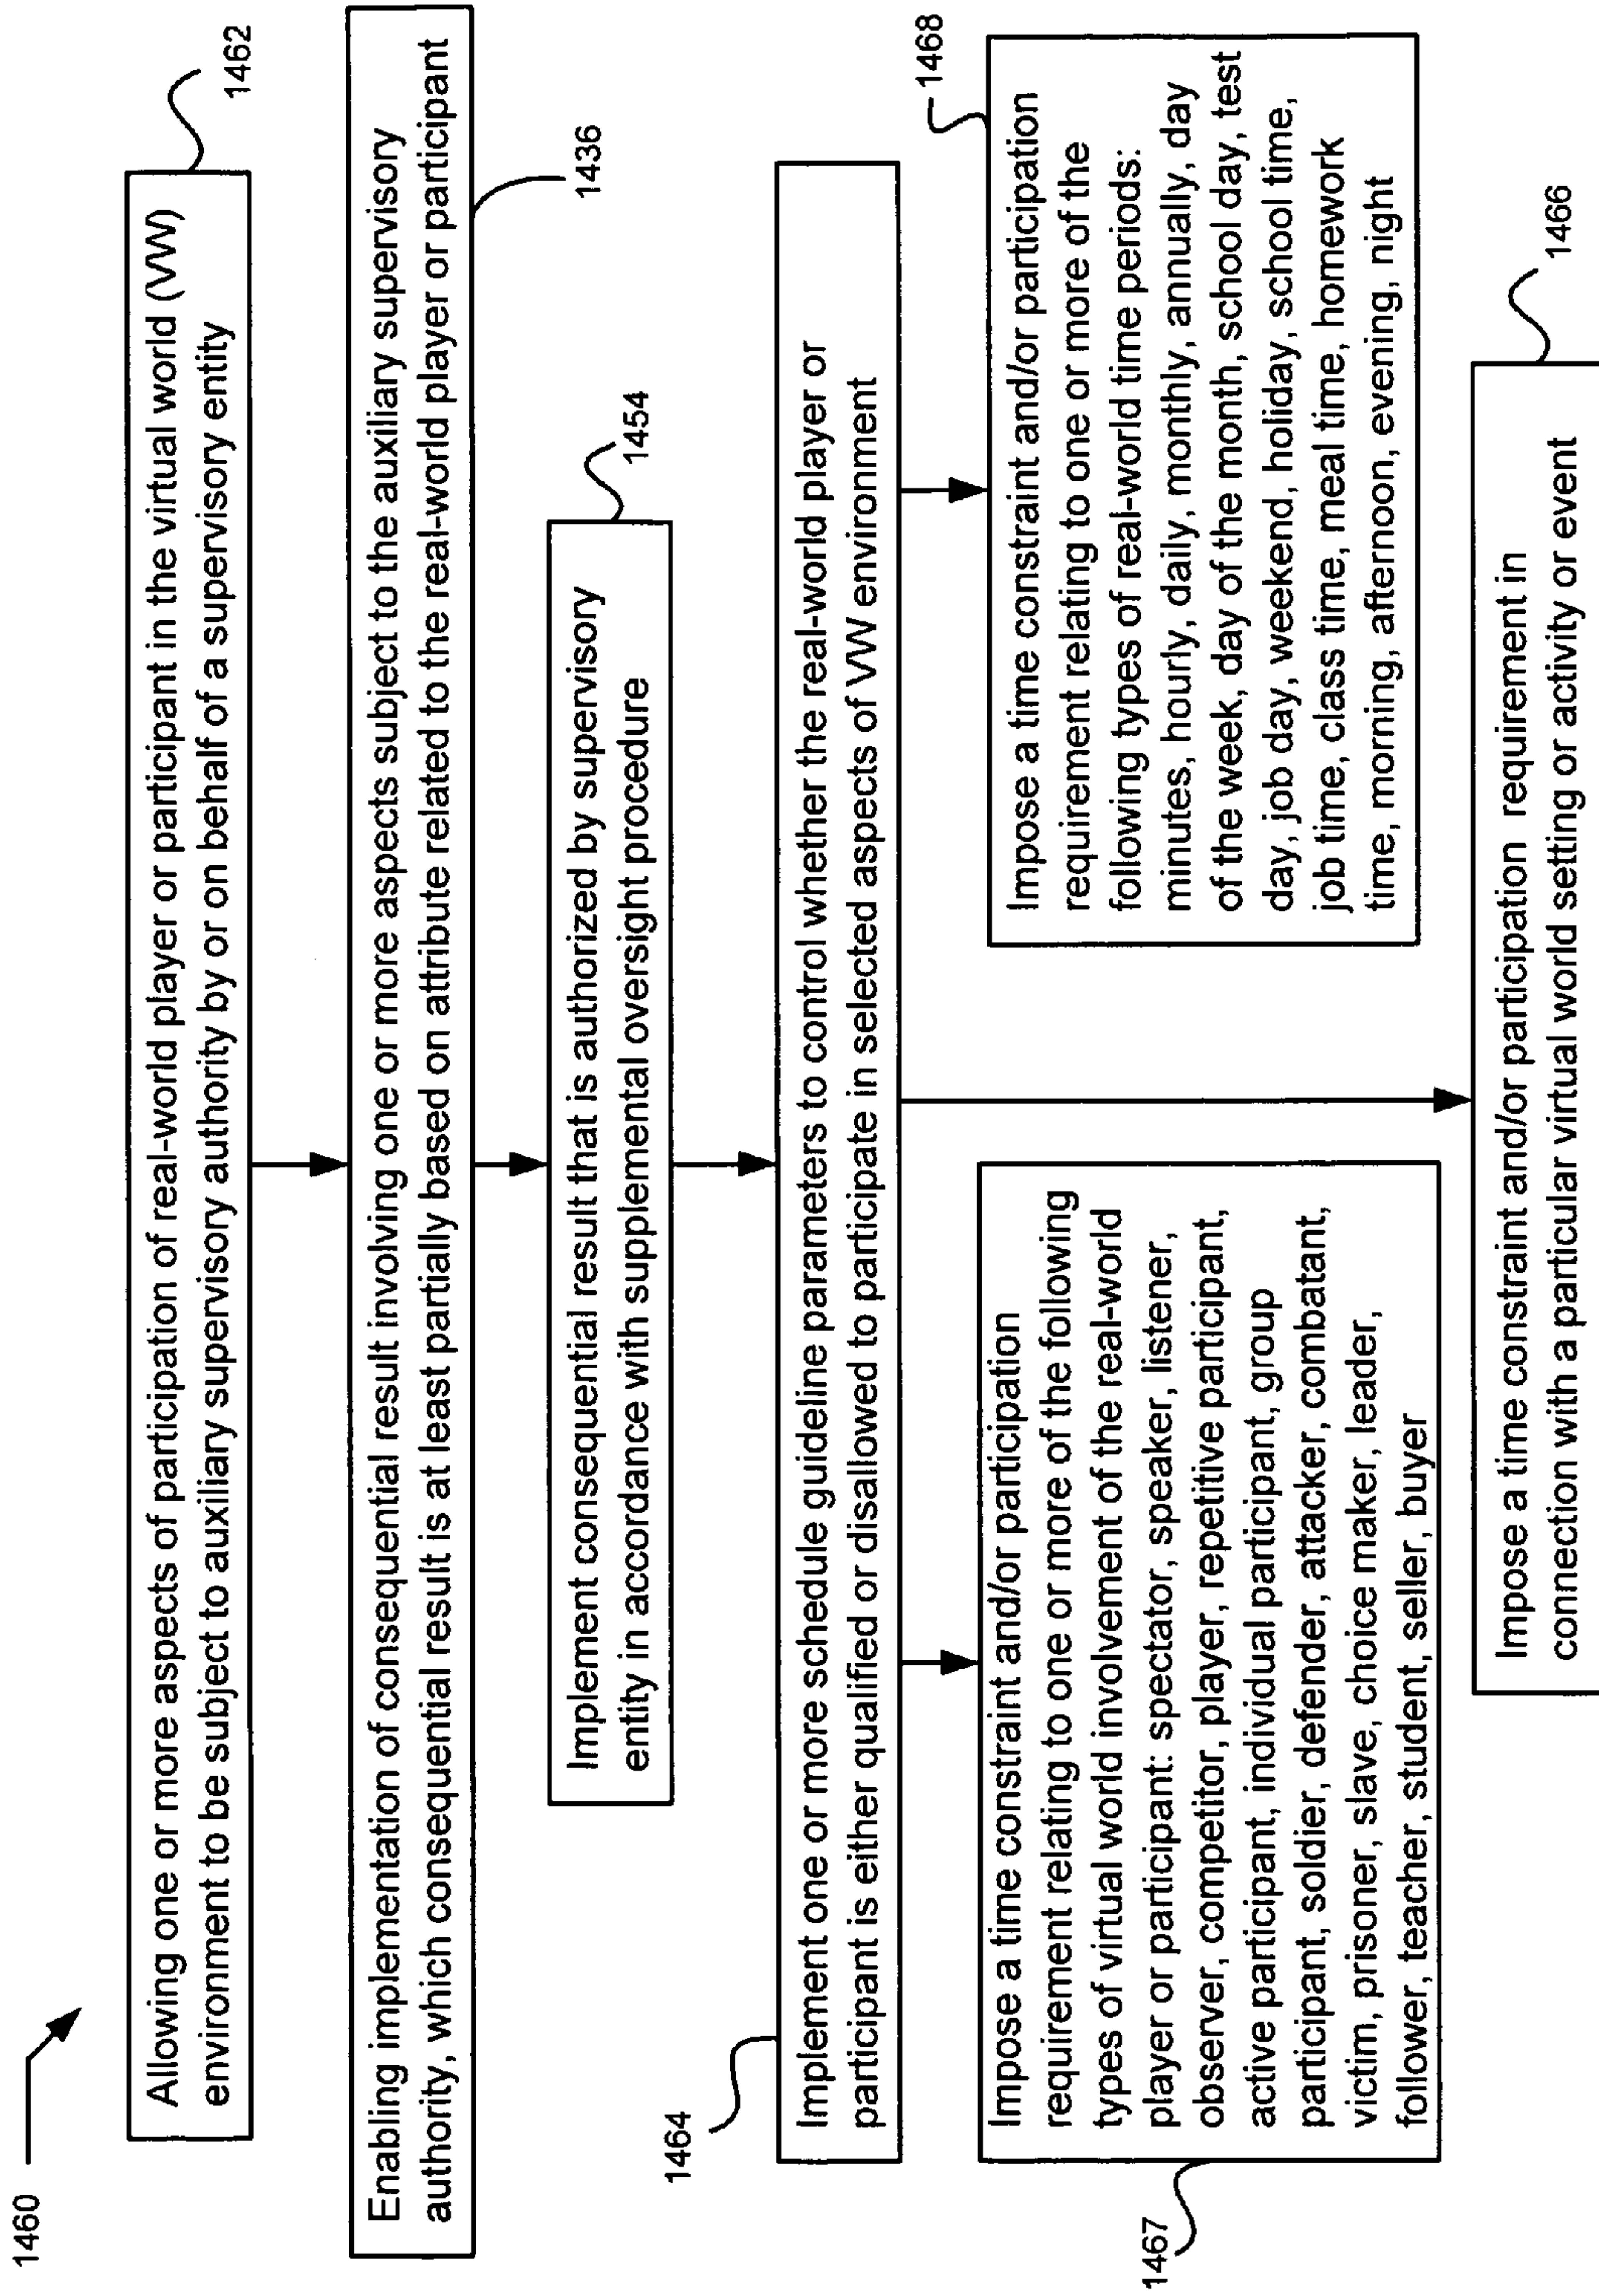 1460
Allowing one or more aspects of participation of real-world player or participant in the virtual world (VW)
environment to be subject to auxiliary supervisory authority by or on behalf of a supervisory entity
1462
Enabling implementation of consequential result involving one or more aspects subject to the auxiliary supervisory
authority, which consequential result is at least partially based on attribute related to the real-world player or participant
1436
Implement consequential result that is authorized by supervisory
entity in accordance with supplemental oversight procedure
1454
1464
Implement one or more schedule guideline parameters to control whether the real-world player or
participant is either qualified or disallowed to participate in selected aspects of VW environment
1467
Impose a time constraint and/or participation
requirement relating to one or more of the following
types of virtual world involvement of the real-world
player or participant: spectator, speaker, listener,
observer, competitor, player, repetitive participant,
active participant, individual participant, group
participant, soldier, defender, attacker, combatant,
victim, prisoner, slave, choice maker, leader,
follower, teacher, student, seller, buyer
1468
Impose a time constraint and/or participation
requirement relating to one or more of the
following types of real-world time periods:
minutes, hourly, daily, monthly, annually, day
of the week, day of the month, school day, test
day, job day, weekend, holiday, school time,
job time, class time, meal time, homework
time, morning, afternoon, evening, night
Impose a time constraint and/or participation requirement in
connection with a particular virtual world setting or activity or event
1466